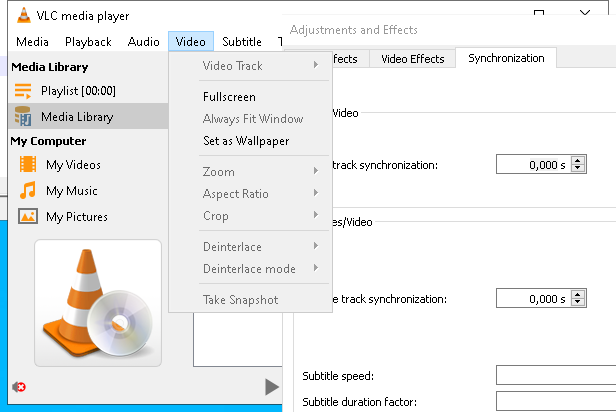 VLC media player
Adjustments and Effects
Media Playback Audio Video Subtitle T
Media Library
Playlist [00:00]
Media Library
My Computer
My Videos
My Music
My Pictures
Video Track
Fullscreen
Always Fit Window
Set as Wallpaper
Zoom
Aspect Ratio
Crop
Deinterlace
Deinterlace mode
Take Snapshot
fects Video Effects Synchronization
/Video
track synchronization: 0,000 s
es/Video
e track synchronization: 0,000 s
Subtitle speed:
Subtitle duration factor: